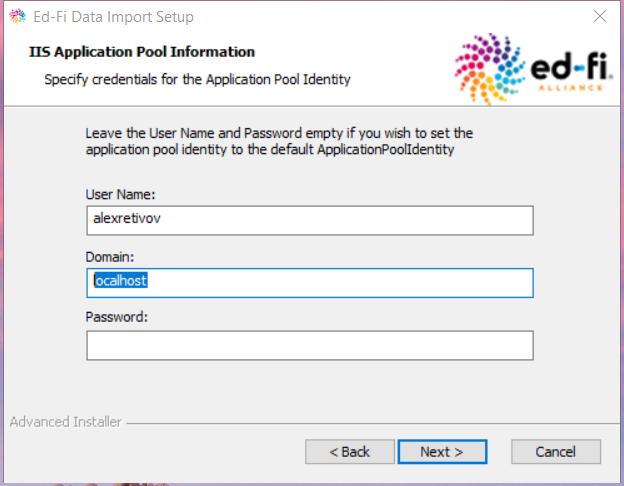 Ed-Fi Data Import Setup
IIS Application Pool Information
Specify credentials for the Application Pool Identity
ed-fi.
ALLIANCE
Leave the User Name and Password empty if you wish to set the
application pool identity to the default ApplicationPoolIdentity
User Name:
alexretivov
Domain:
localhost
Password:
Advanced Installer
< Back
Next >
Cancel